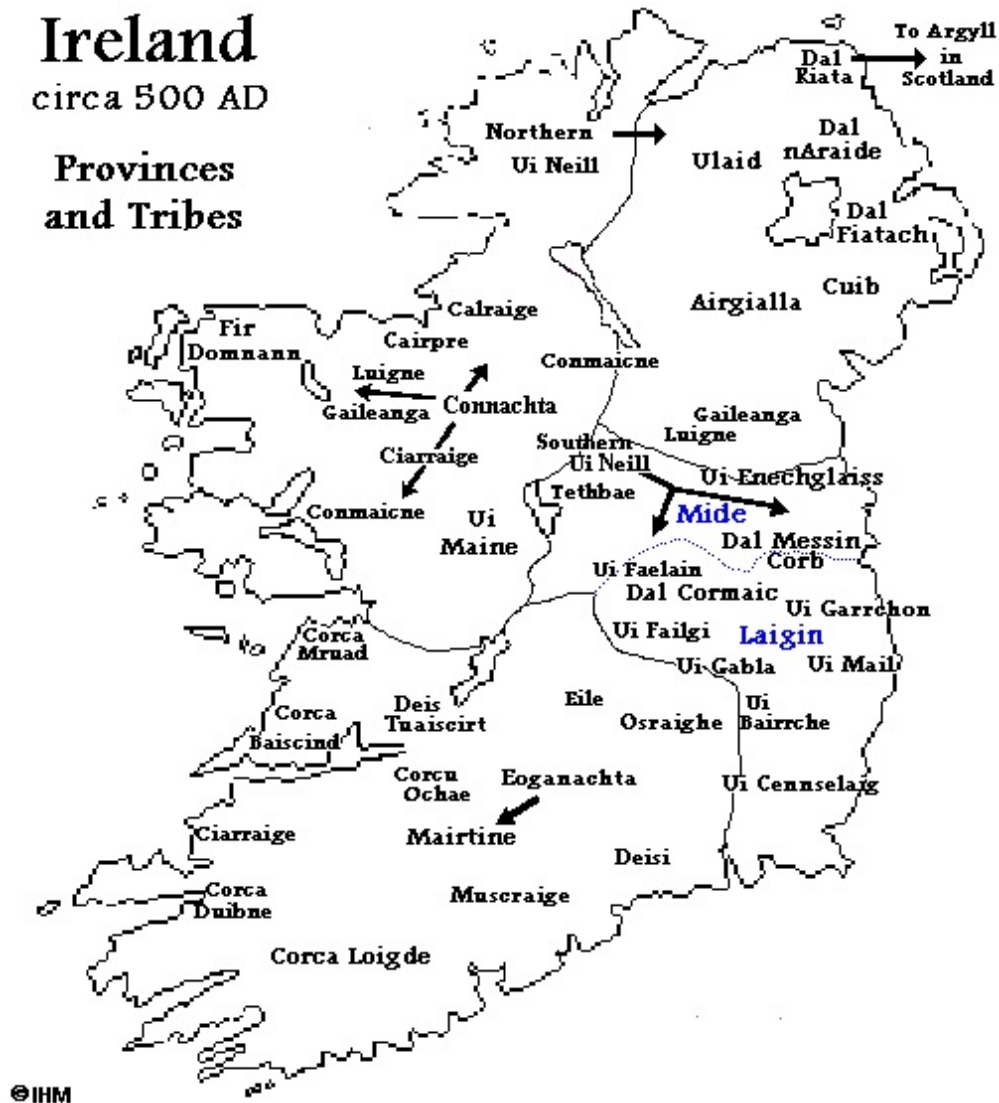 Ireland
circa 500 AD
Provinces
and Tribes
To Argyll
in
Scotland
Dal
Riata
Northern
Ui Neill
Ulaid
Dal
nAraide
Dal
Fiatach
Cuib
Airgialla
Calraige
Cairpre
Fir
Domnann
Luigne
Gaileanga
Connachta
Conmaicne
Ciarraige
Conmaicne
Ui
Maine
Gaileanga
Luigne
Southern
Ui Neill
Tethbae
Ui Enechglaiss
Mide
Dal Messin
Corb
Ui Faelain
Dal Cormaic
Ui Garrchon
Ui Failgi
Laigin
Ui Gabla
Ui Mail
Corca
Mruad
Deis
Tuaiscirt
Eile
Osraighe
Ui
Bairrche
Corca
Baiscind
Corcu
Ochae
Eoganachta
Ui Cennselaig
Ciarraige
Mairtine
Deisi
Corca
Duibne
Muscraige
Corca Loigde
©IHM